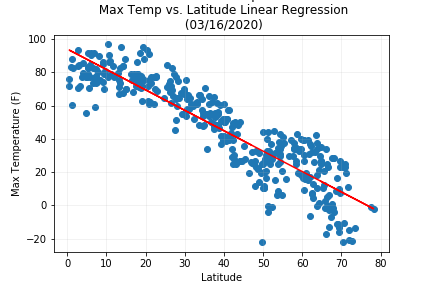 Max Temp vs. Latitude Linear Regression
(03/16/2020)
100
80
60
40
20
0
−20
Max Temperature (F)
0 10 20 30 40 50 60 70 80
Latitude